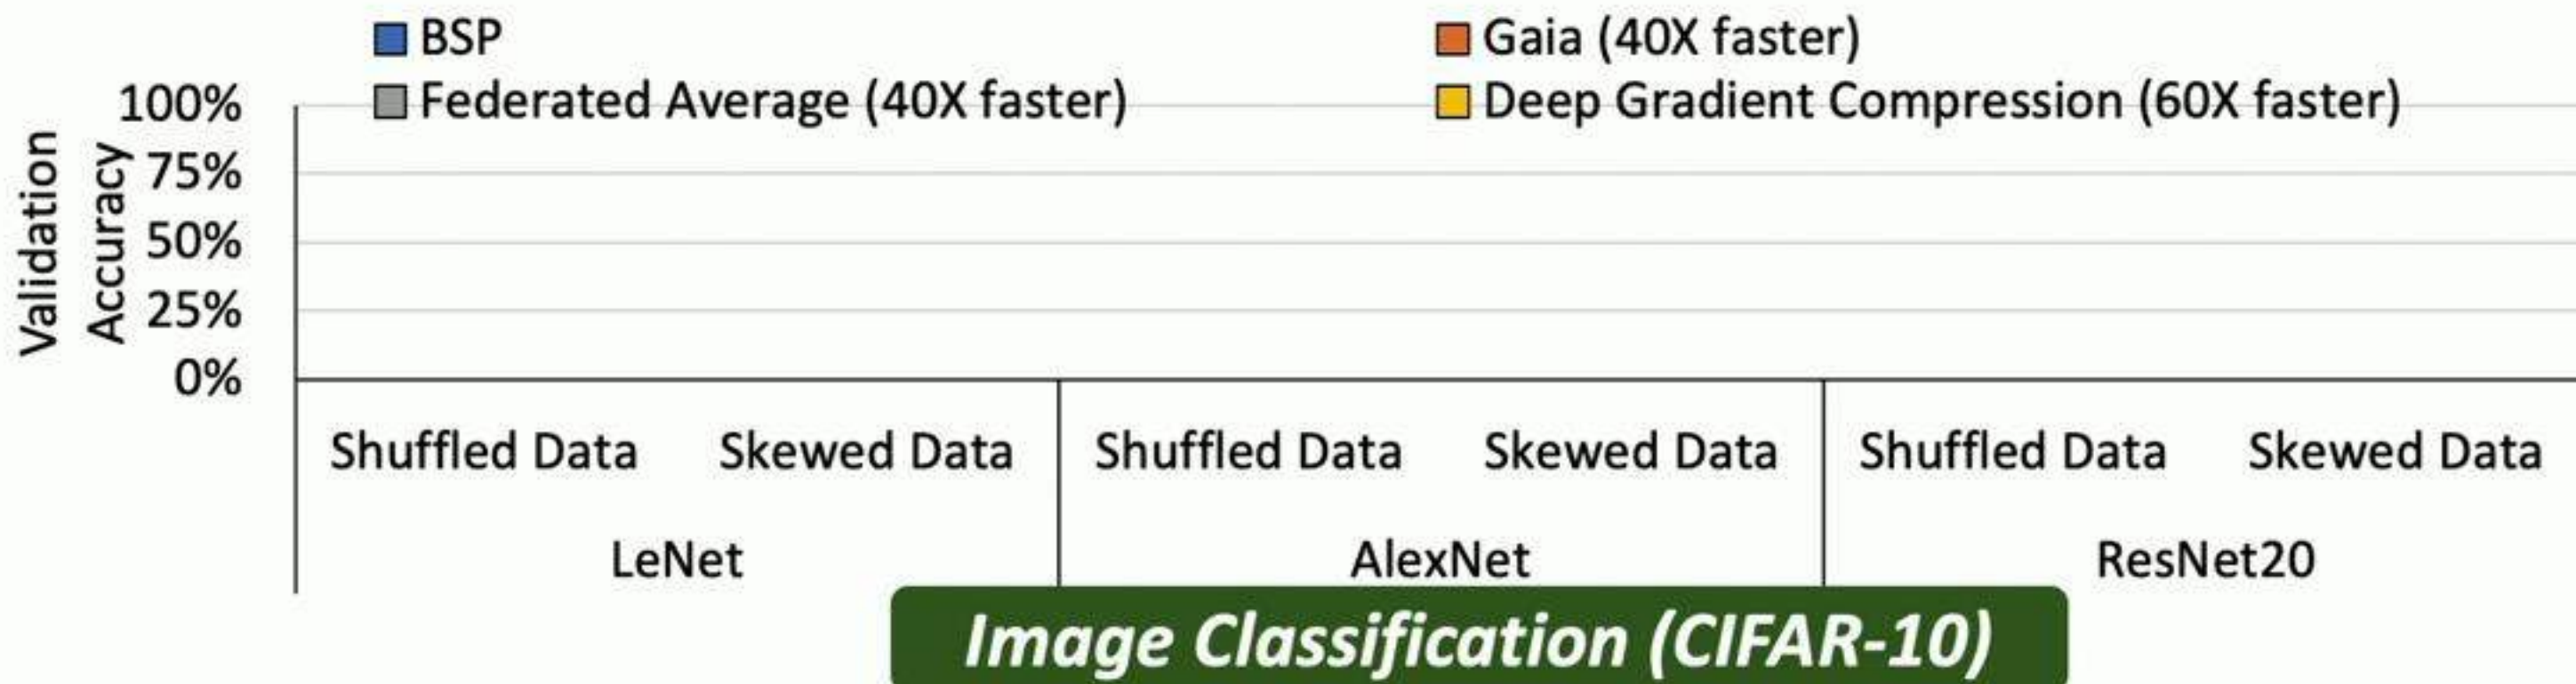 BSP
Gaia (40X faster)
Federated Average (40X faster)
Deep Gradient Compression (60X faster)
Validation
Accuracy
100%
75%
50%
25%
0%
Shuffled Data
Skewed Data
Shuffled Data
Skewed Data
Shuffled Data
Skewed Data
LeNet
AlexNet
ResNet20
Image Classification (CIFAR-10)